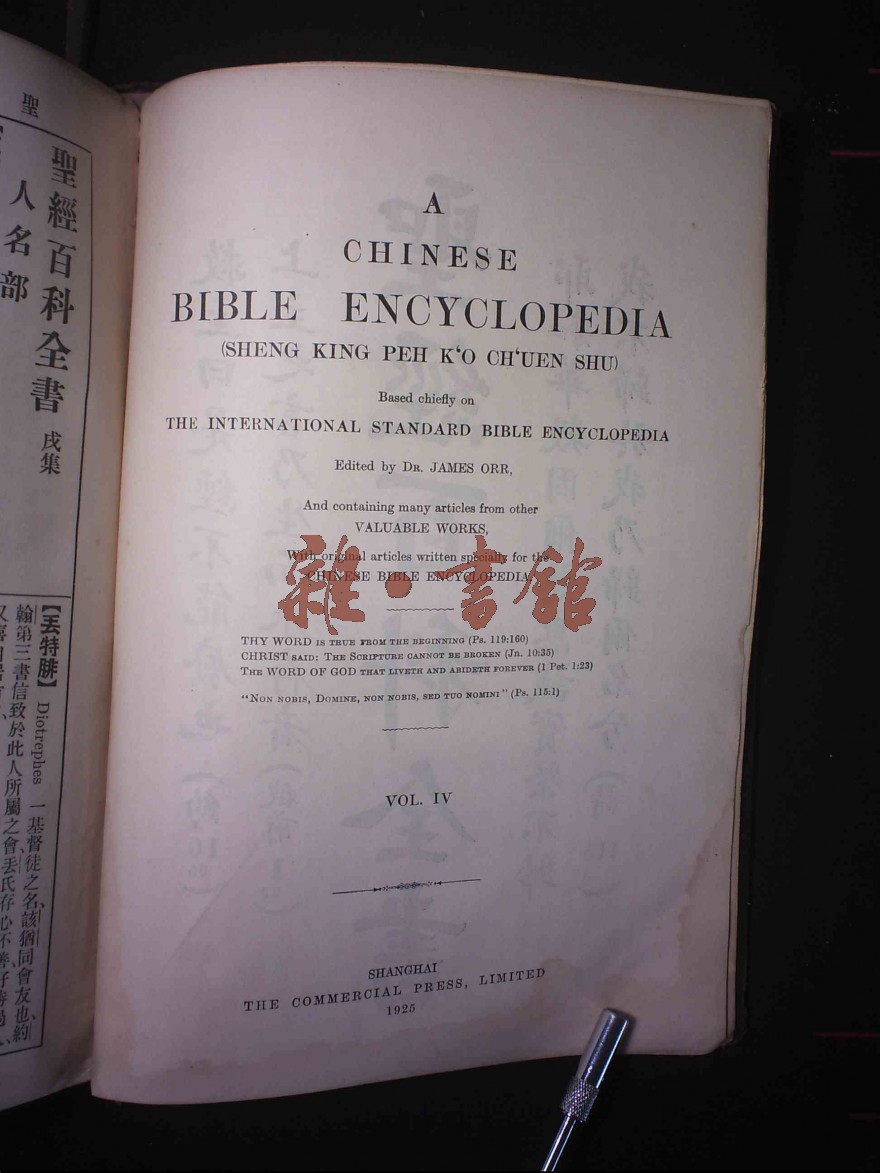 A
CHINESE
BIBLE ENCYCLOPEDIA
(SHENG KING PEH K‘O CH‘UEN SHU)
Based chiefly on
THE INTERNATIONAL STANDARD BIBLE ENCYCLOPEDIA
Edited by DR. JAMES ORR,
And containing many articles from other
VALUABLE WORKS,
With original articles written specially for the
CHINESE BIBLE ENCYCLOPEDIA
雜·書館
THY WORD IS TRUE FROM THE BEGINNING (Ps. 119:160)
CHRIST SAID: THE SCRIPTURE CANNOT BE BROKEN (Jn. 10:35)
THE WORD OF GOD THAT LIVETH AND ABIDETH FOREVER (1 Pet. 1:23)
“NON NOBIS, DOMINE, NON NOBIS, SED TUO NOMINI” (Ps. 115:1)
VOL. IV
SHANGHAI
THE COMMERCIAL PRESS, LIMITED
1925
聖
聖經百科全書 戌集
人名部
【丟特腓】 Diotrephes 一基督徒之名、該猶同會友也、約
翰第三書信致於此人所屬之會、丟氏存心不善、好